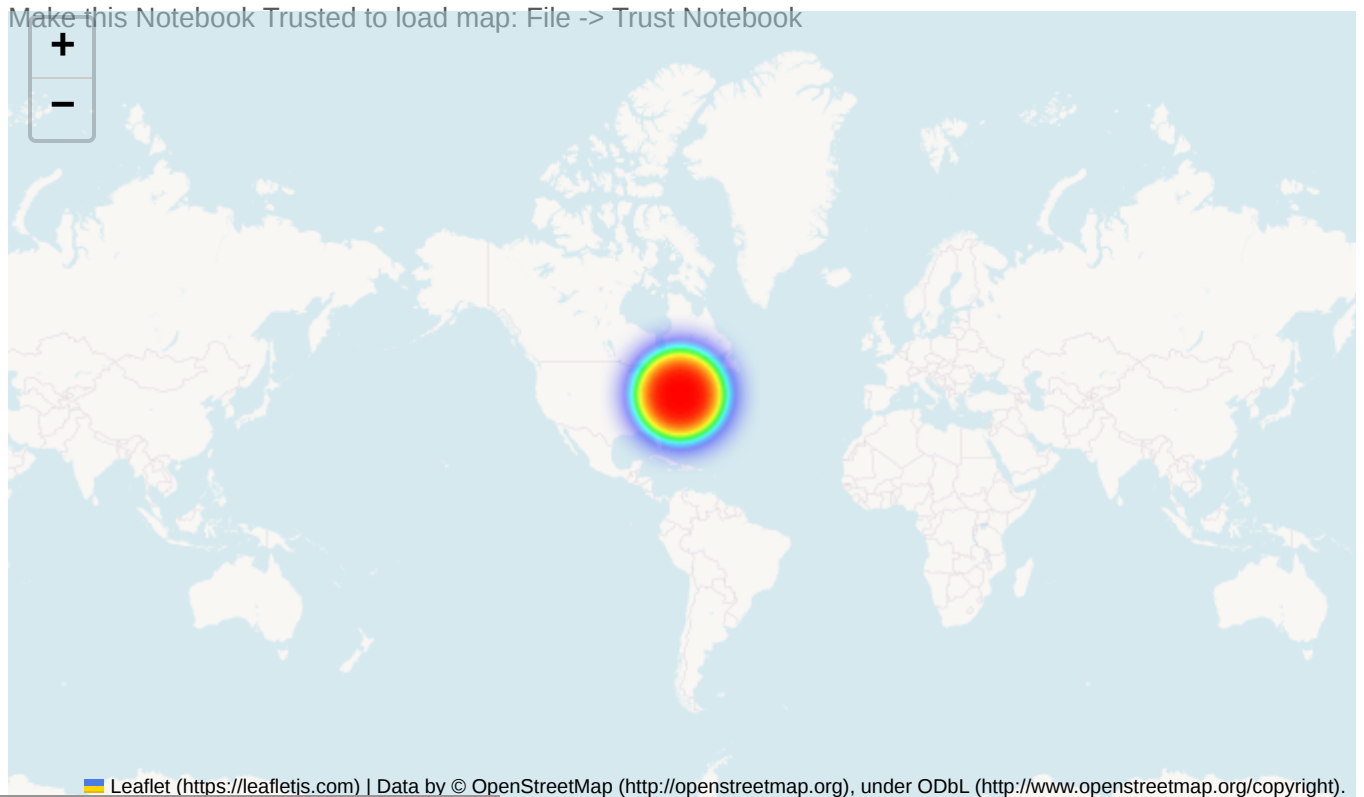 Make this Notebook Trusted to load map: File -> Trust Notebook
+
−
Leaflet (https://leafletjs.com) | Data by © OpenStreetMap (http://openstreetmap.org), under ODbL (http://www.openstreetmap.org/copyright).